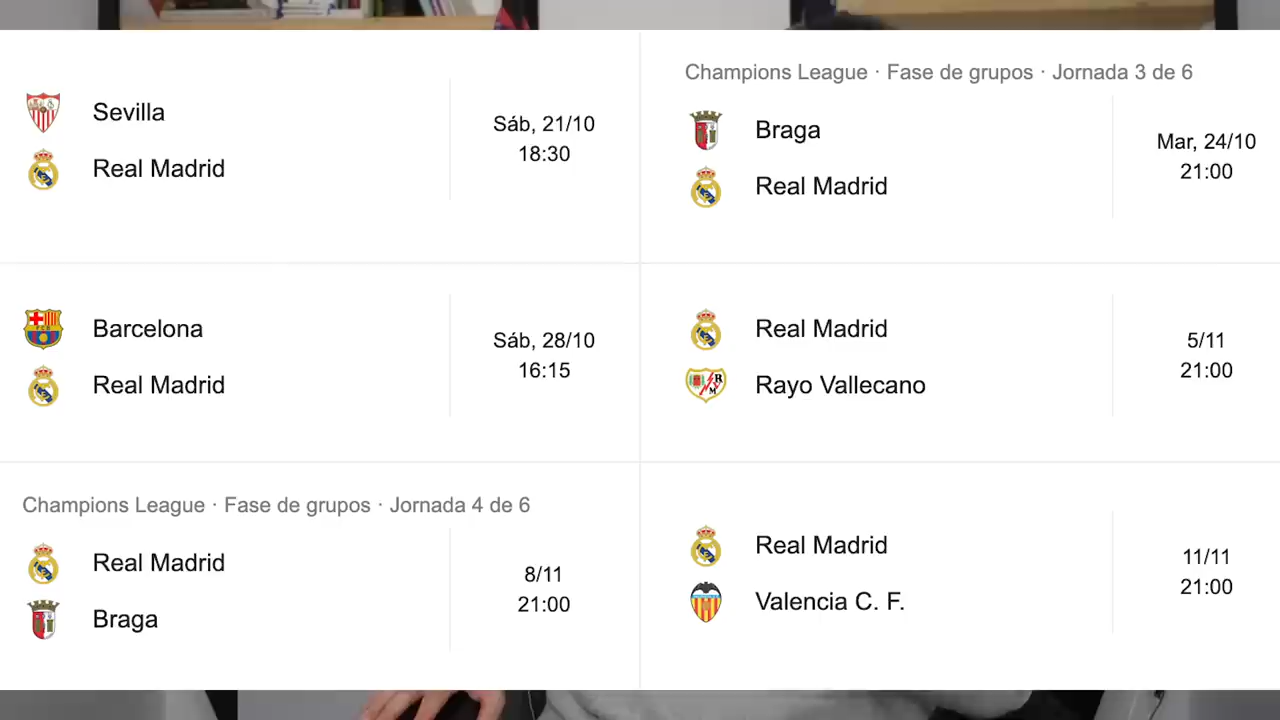 Sevilla
Real Madrid
Sáb, 21/10
18:30
Champions League · Fase de grupos · Jornada 3 de 6
Braga
Real Madrid
Mar, 24/10
21:00
Barcelona
Real Madrid
Sáb, 28/10
16:15
Real Madrid
Rayo Vallecano
5/11
21:00
Champions League · Fase de grupos · Jornada 4 de 6
Real Madrid
Braga
8/11
21:00
Real Madrid
Valencia C. F.
11/11
21:00